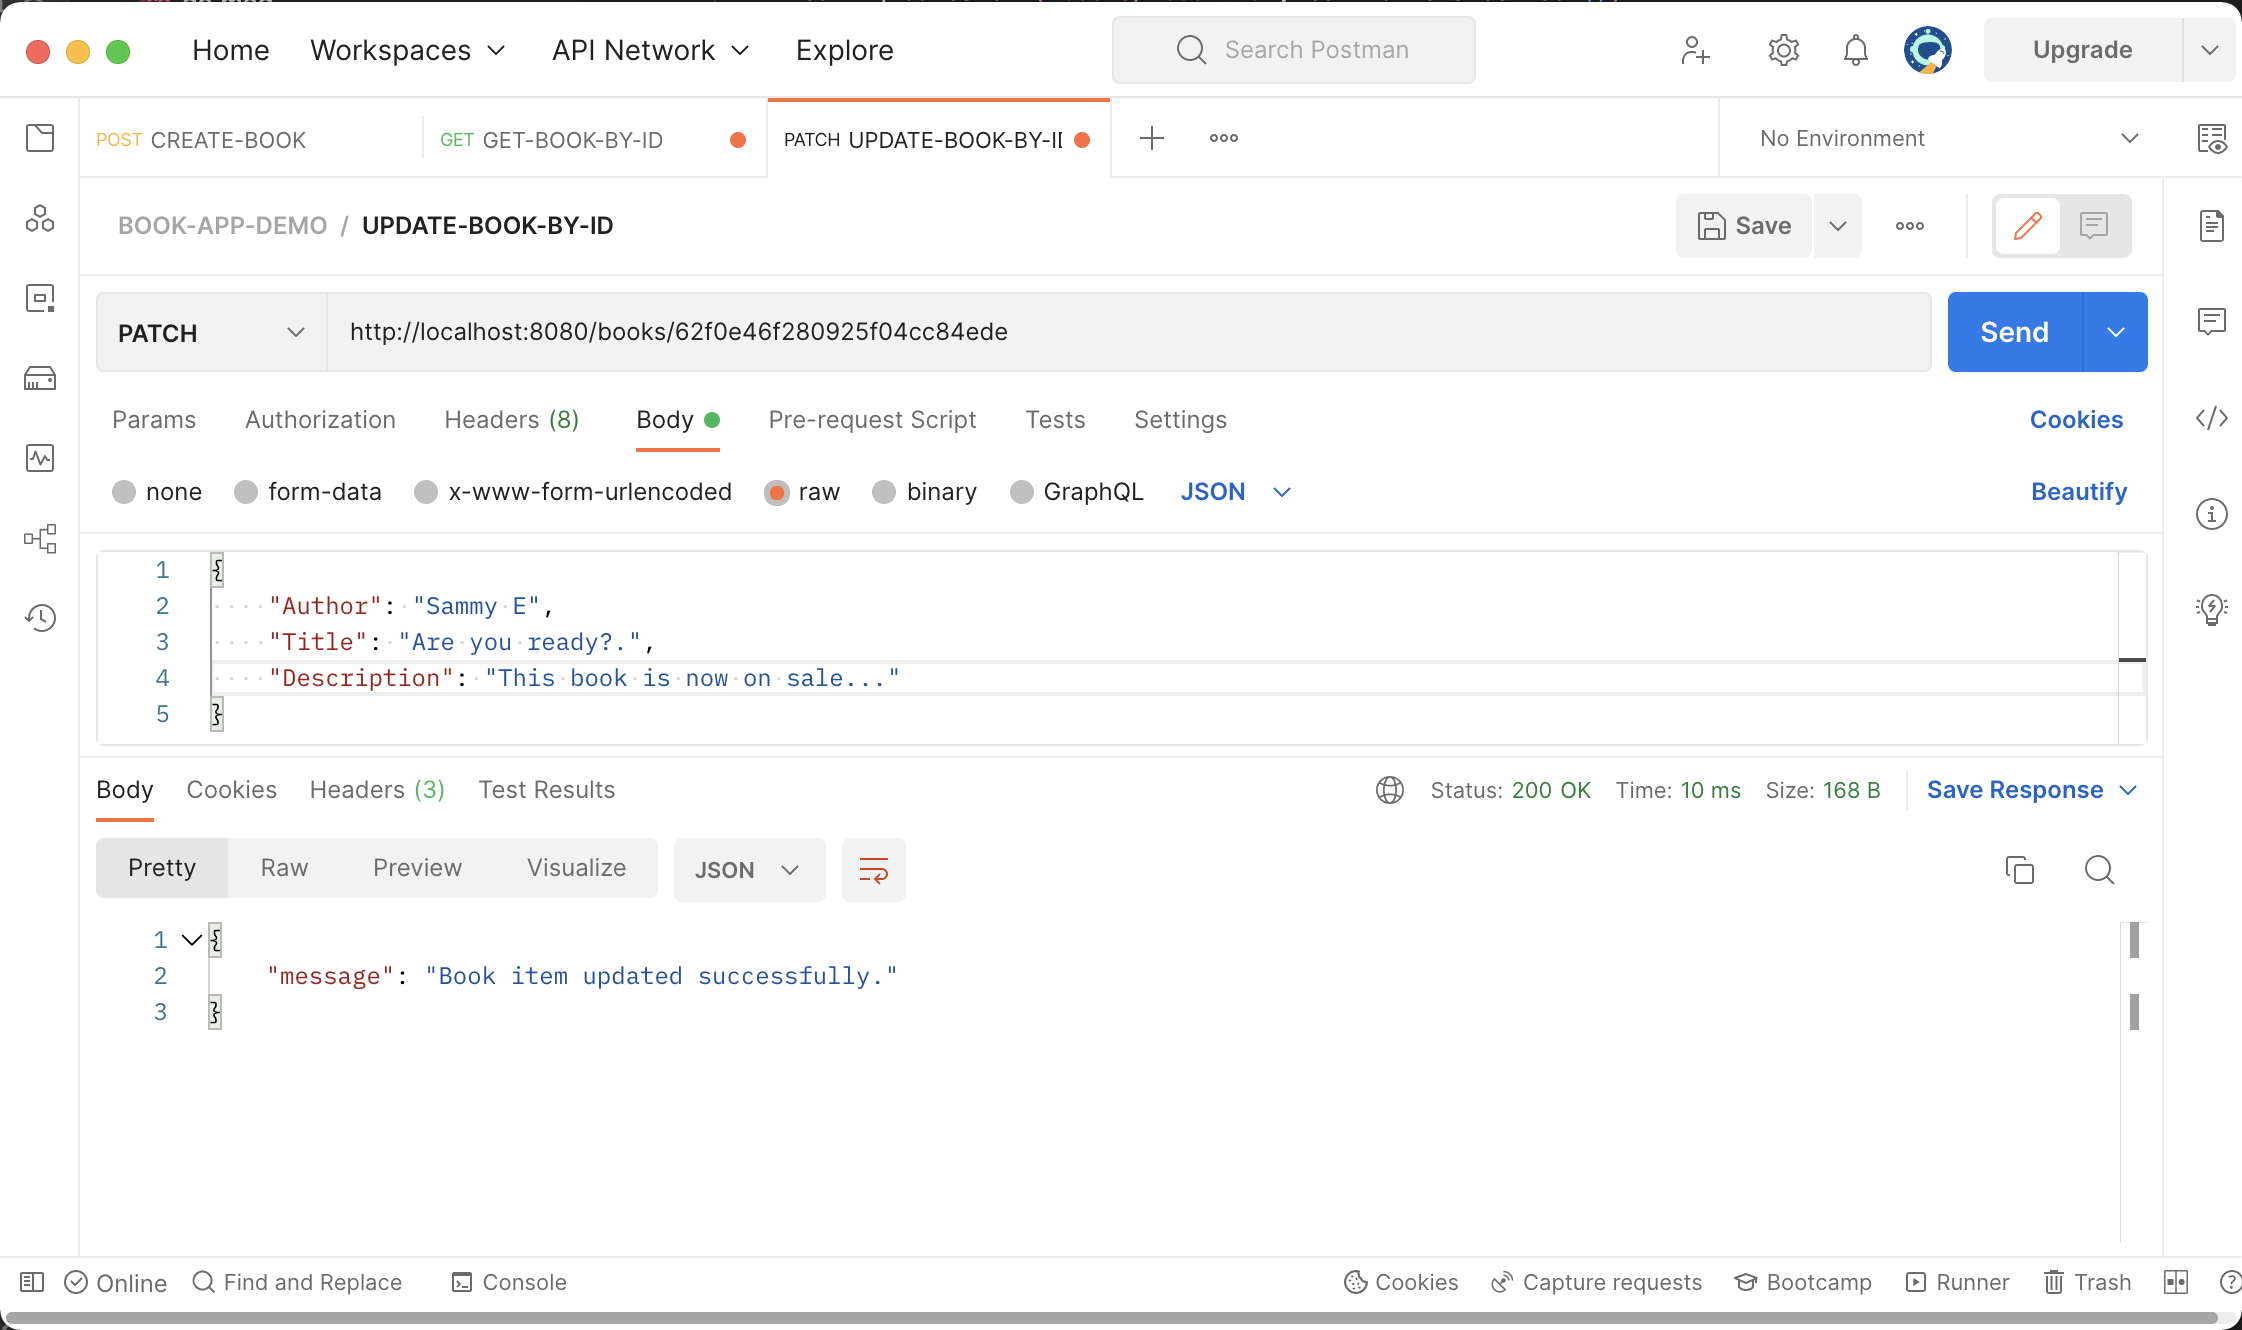 Home Workspaces API Network Explore Search Postman Upgrade
POST CREATE-BOOK GET GET-BOOK-BY-ID PATCH UPDATE-BOOK-BY-I No Environment
BOOK-APP-DEMO / UPDATE-BOOK-BY-ID Save
PATCH http://localhost:8080/books/62f0e46f280925f04cc84ede Send
Params Authorization Headers (8) Body Pre-request Script Tests Settings Cookies
none form-data x-www-form-urlencoded raw binary GraphQL JSON Beautify
1 {
2 "Author": "Sammy E",
3 "Title": "Are you ready?.",
4 "Description": "This book is now on sale..."
5 }
Body Cookies Headers (3) Test Results Status: 200 OK Time: 10 ms Size: 168 B Save Response
Pretty Raw Preview Visualize JSON
1 {
2 "message": "Book item updated successfully."
3 }
Online Find and Replace Console Cookies Capture requests Bootcamp Runner Trash